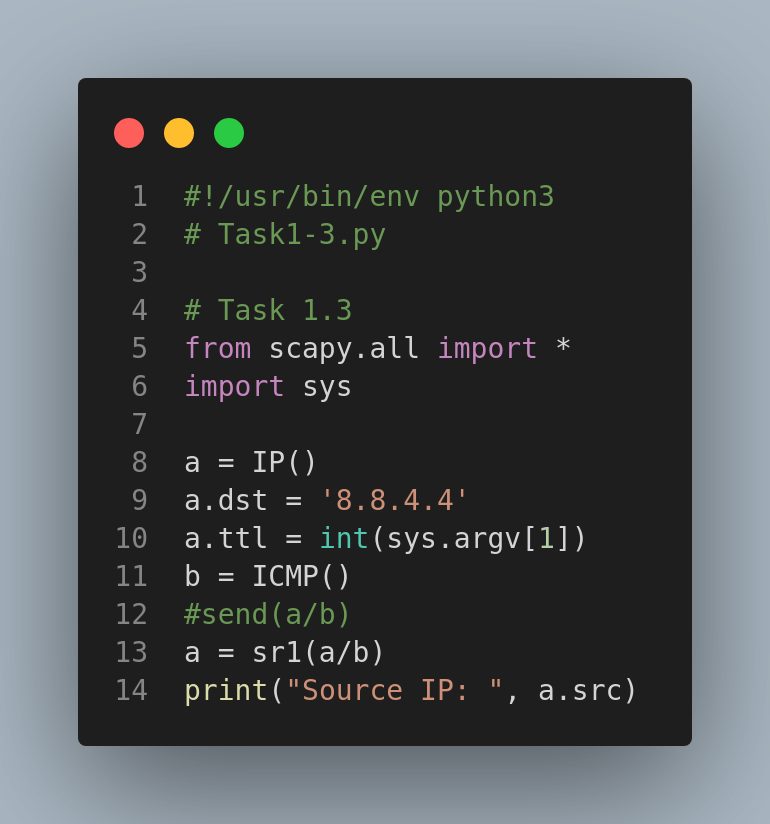 1 #!/usr/bin/env python3
2 # Task1-3.py
3
4 # Task 1.3
5 from scapy.all import *
6 import sys
7
8 a = IP()
9 a.dst = '8.8.4.4'
10 a.ttl = int(sys.argv[1])
11 b = ICMP()
12 #send(a/b)
13 a = sr1(a/b)
14 print("Source IP: ", a.src)